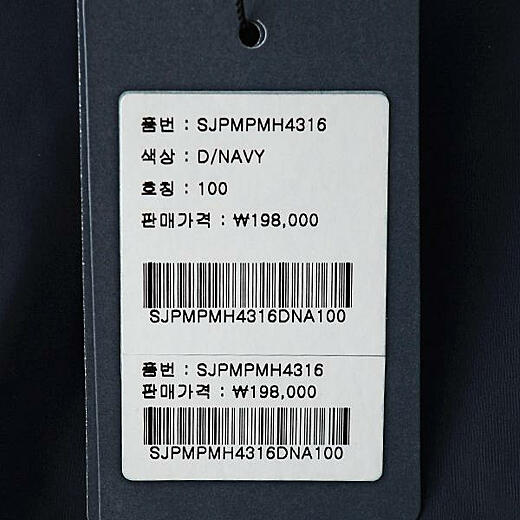 품번 : SJPMPMH4316
색상 : D/NAVY
호칭 : 100
판매가격 : ₩198,000
SJPMPMH4316DNA100
품번 : SJPMPMH4316
판매가격 : ₩198,000
SJPMPMH4316DNA100